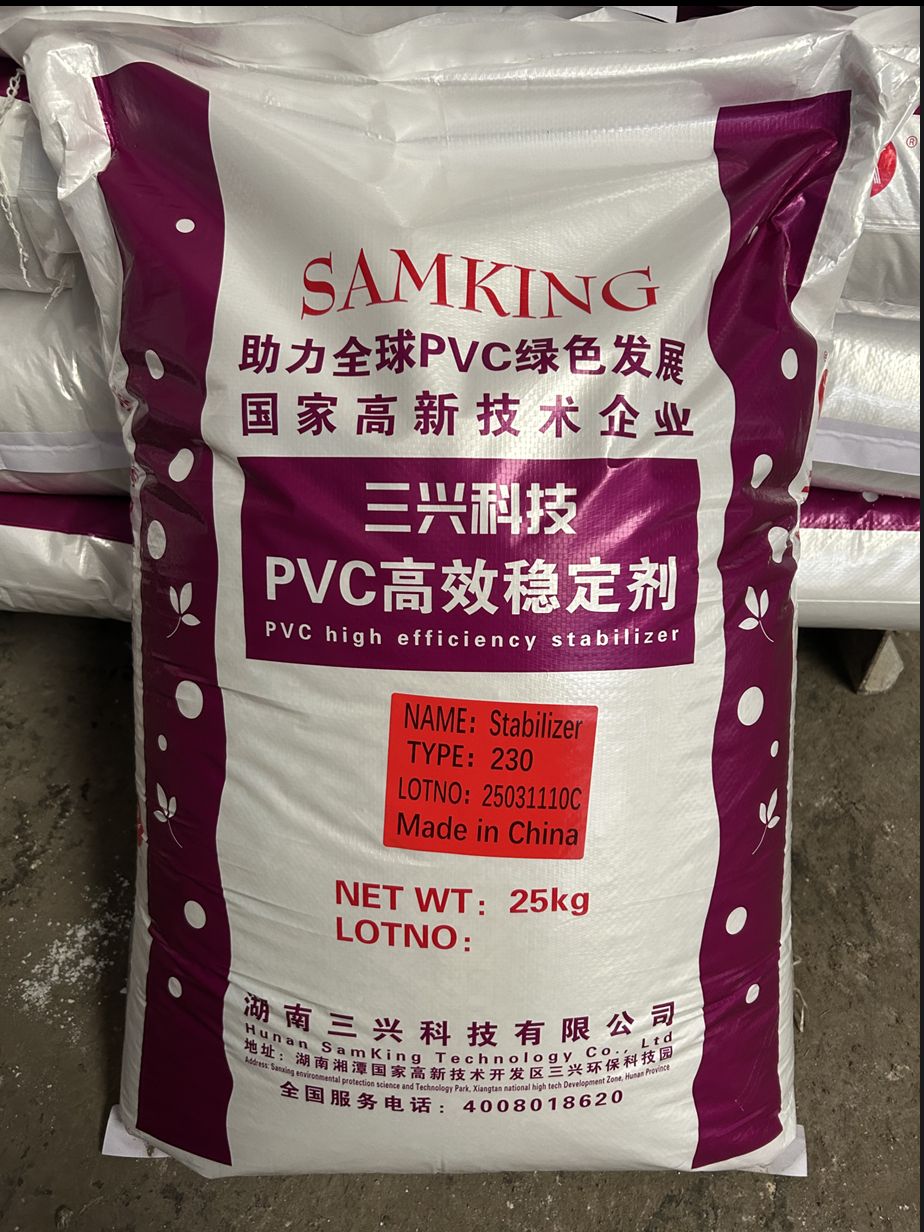 SAMKING
助力全球PVC绿色发展
国家高新技术企业
三兴科技
PVC高效稳定剂
PVC high efficiency stabilizer
NAME: Stabilizer
TYPE: 230
LOTNO: 25031110C
Made in China
NET WT: 25kg
LOTNO:
湖南三兴科技有限公司
Hunan SamKing Technology Co., Ltd
地址：湖南湘潭国家高新技术开发区三兴环保科技园
Address: Sanxing environmental protection science and Technology Park, Xiangtan national high tech Development Zone, Hunan Province
全国服务电话：4008018620
®